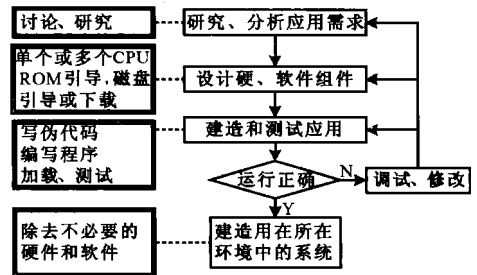 讨论、研究
研究、分析应用需求
单个或多个CPU
ROM引导,磁盘
引导或下载
设计硬、软件组件
写伪代码
编写程序
加载、测试
建造和测试应用
运行正确
N
调试、修改
Y
除去不必要的
硬件和软件
建造用在所在
环境中的系统